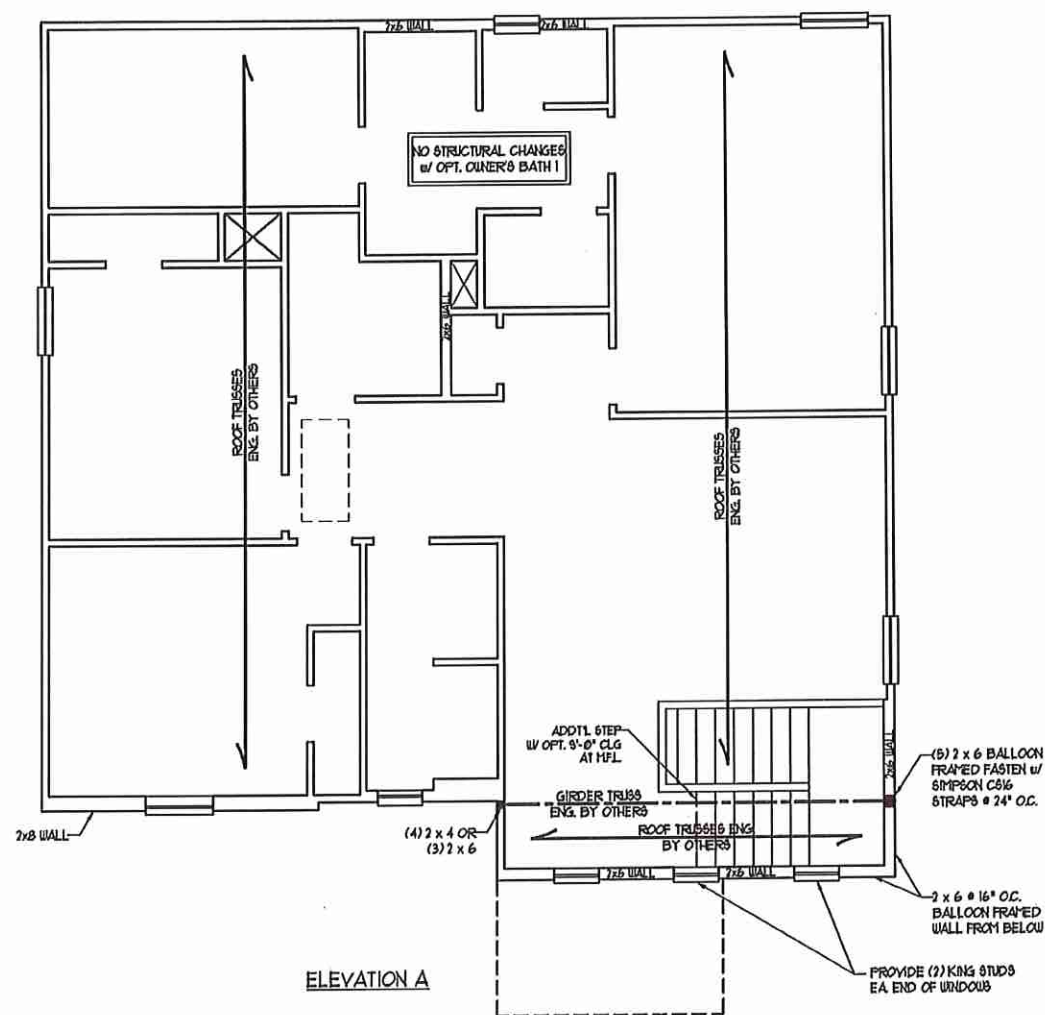 2x6 WALL
2x6 WALL
NO STRUCTURAL CHANGES
W/ OPT. OWNER'S BATH 1
2x6 WALL
ROOF TRUSSES
ENG. BY OTHERS
ROOF TRUSSES
ENG. BY OTHERS
ADDT'L STEP
W/ OPT. 9'-0" CLG
AT M.F.L.
2x6 WALL
(5) 2 x 6 BALLOON
FRAMED FASTEN W/
SIMPSON CS16
STRAPS @ 24" O.C.
GIRDER TRUSS
ENG. BY OTHERS
2x8 WALL
(4) 2 x 4 OR
(3) 2 x 6
ROOF TRUSSES ENG
BY OTHERS
2x6 WALL
2x6 WALL
2 x 6 @ 16" O.C.
BALLOON FRAMED
WALL FROM BELOW
ELEVATION A
PROVIDE (2) KING STUDS
EA. END OF WINDOWS